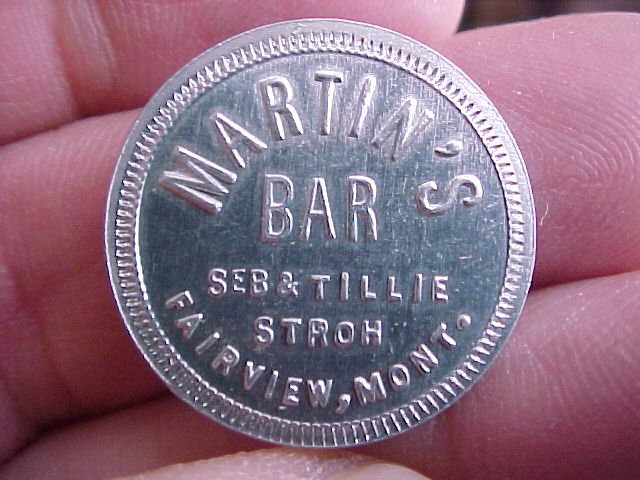 MARTIN'S
BAR
SEB & TILLIE
STROH
FAIRVIEW, MONT.